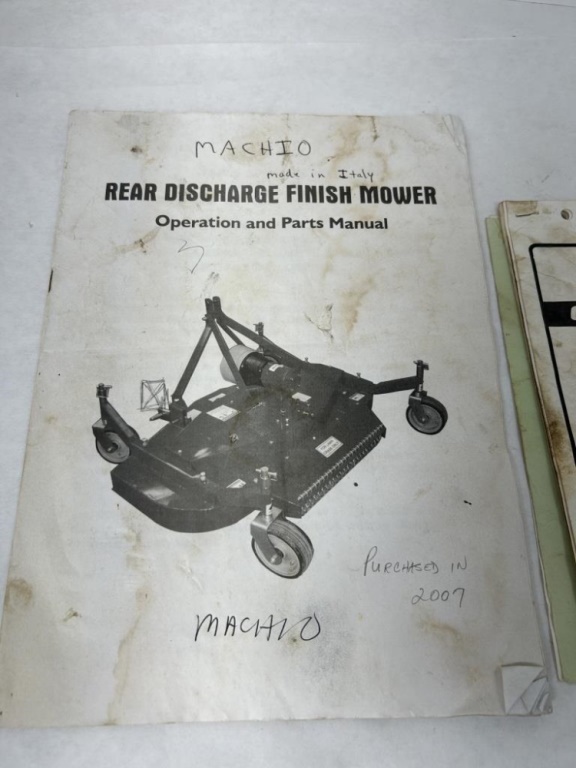 MACHIO
made in Italy
REAR DISCHARGE FINISH MOWER
Operation and Parts Manual
PURCHASED IN
2007
MACHIO